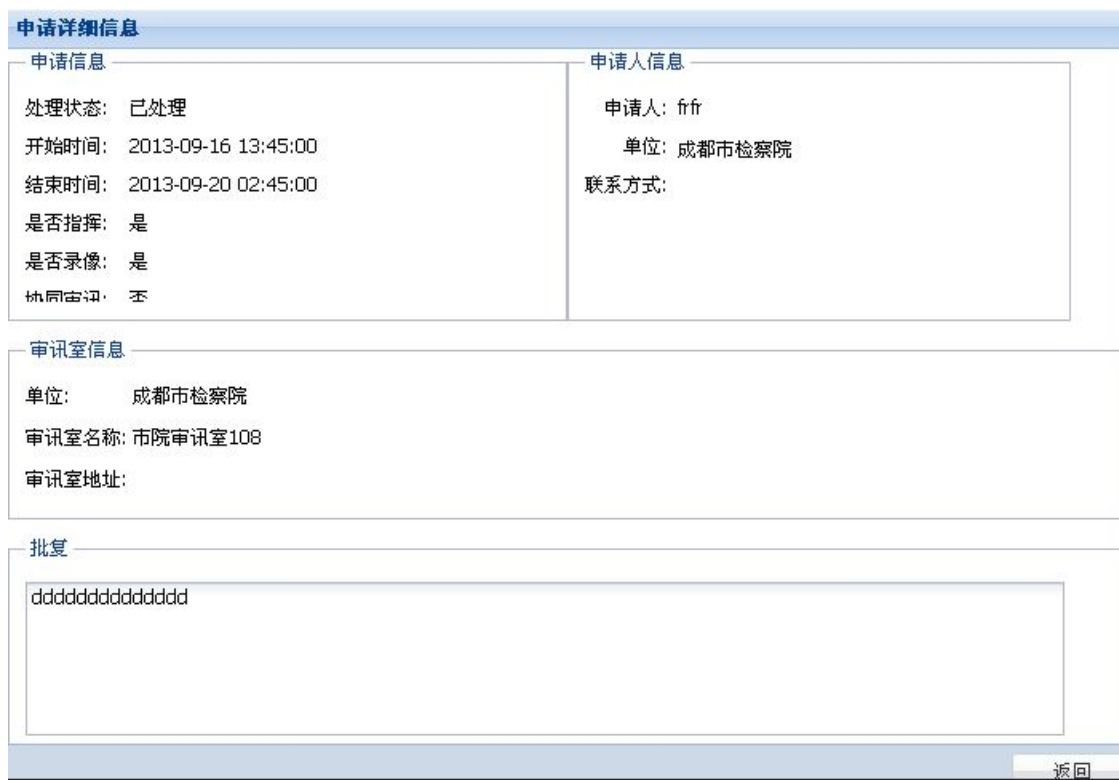 申请详细信息
申请信息
处理状态: 已处理
开始时间: 2013-09-16 13:45:00
结束时间: 2013-09-20 02:45:00
是否指挥: 是
是否录像: 是
协同审讯: 否
申请人信息
申请人: frfr
单位: 成都市检察院
联系方式:
审讯室信息
单位: 成都市检察院
审讯室名称: 市院审讯室108
审讯室地址:
批复
dddddddddddddd
返回